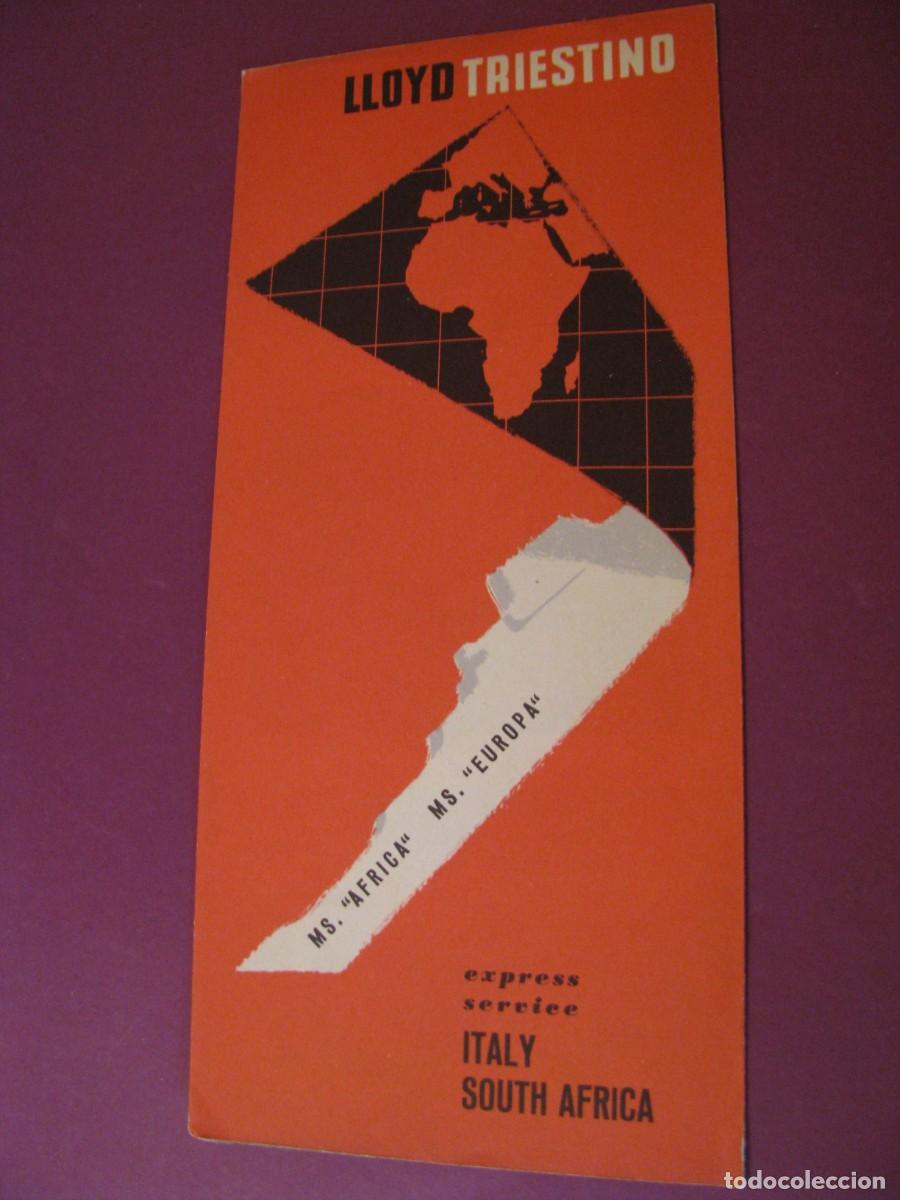 LLOYD TRIESTINO
MS. "AFRICA" MS. "EUROPA"
express
service
ITALY
SOUTH AFRICA
todocoleccion